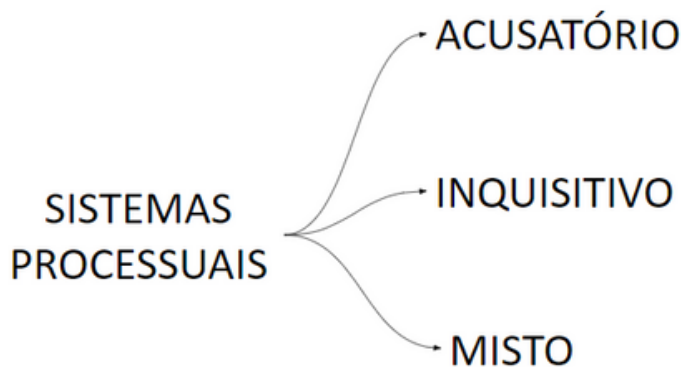 ACUSATÓRIO
INQUISITIVO
SISTEMAS
PROCESSUAIS
MISTO